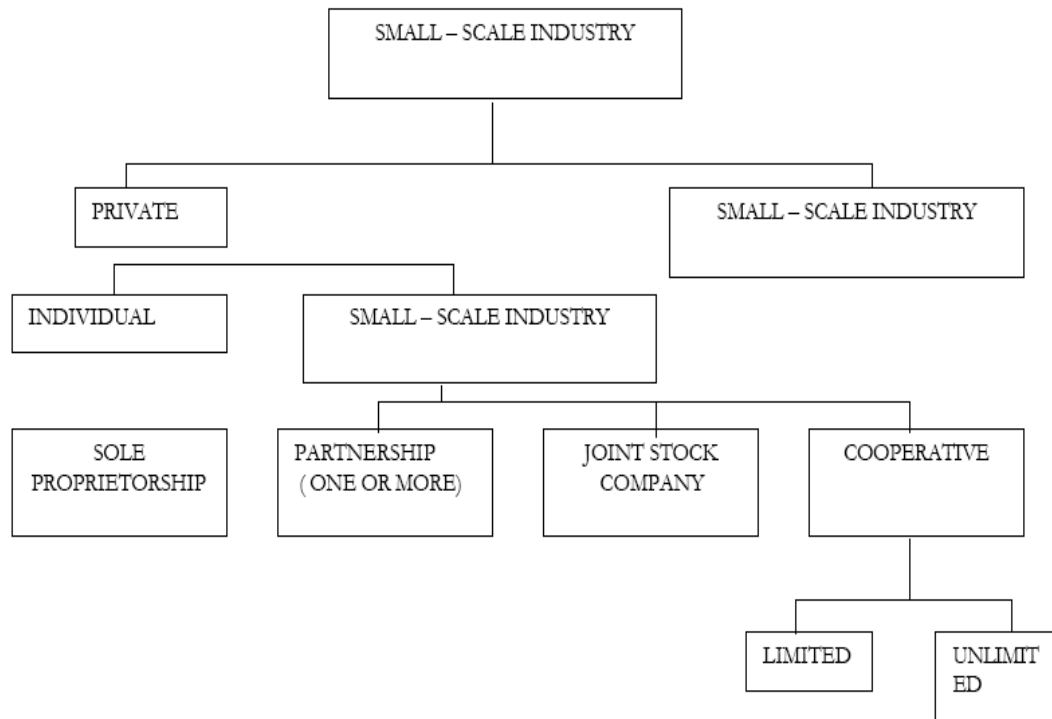 SMALL – SCALE INDUSTRY
PRIVATE
SMALL – SCALE INDUSTRY
INDIVIDUAL
SMALL – SCALE INDUSTRY
SOLE
PROPRIETORSHIP
PARTNERSHIP
( ONE OR MORE)
JOINT STOCK
COMPANY
COOPERATIVE
LIMITED
UNLIMIT
ED